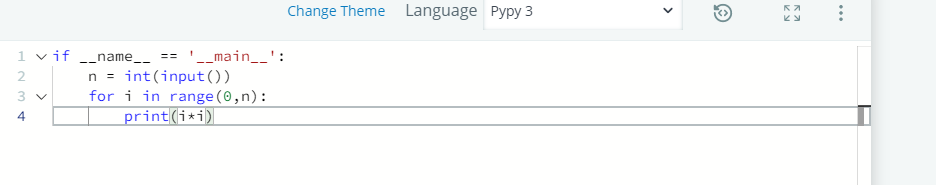 Change Theme Language Pypy 3
1 if __name__ == '__main__':
2 n = int(input())
3 for i in range(0,n):
4 print(i*i)